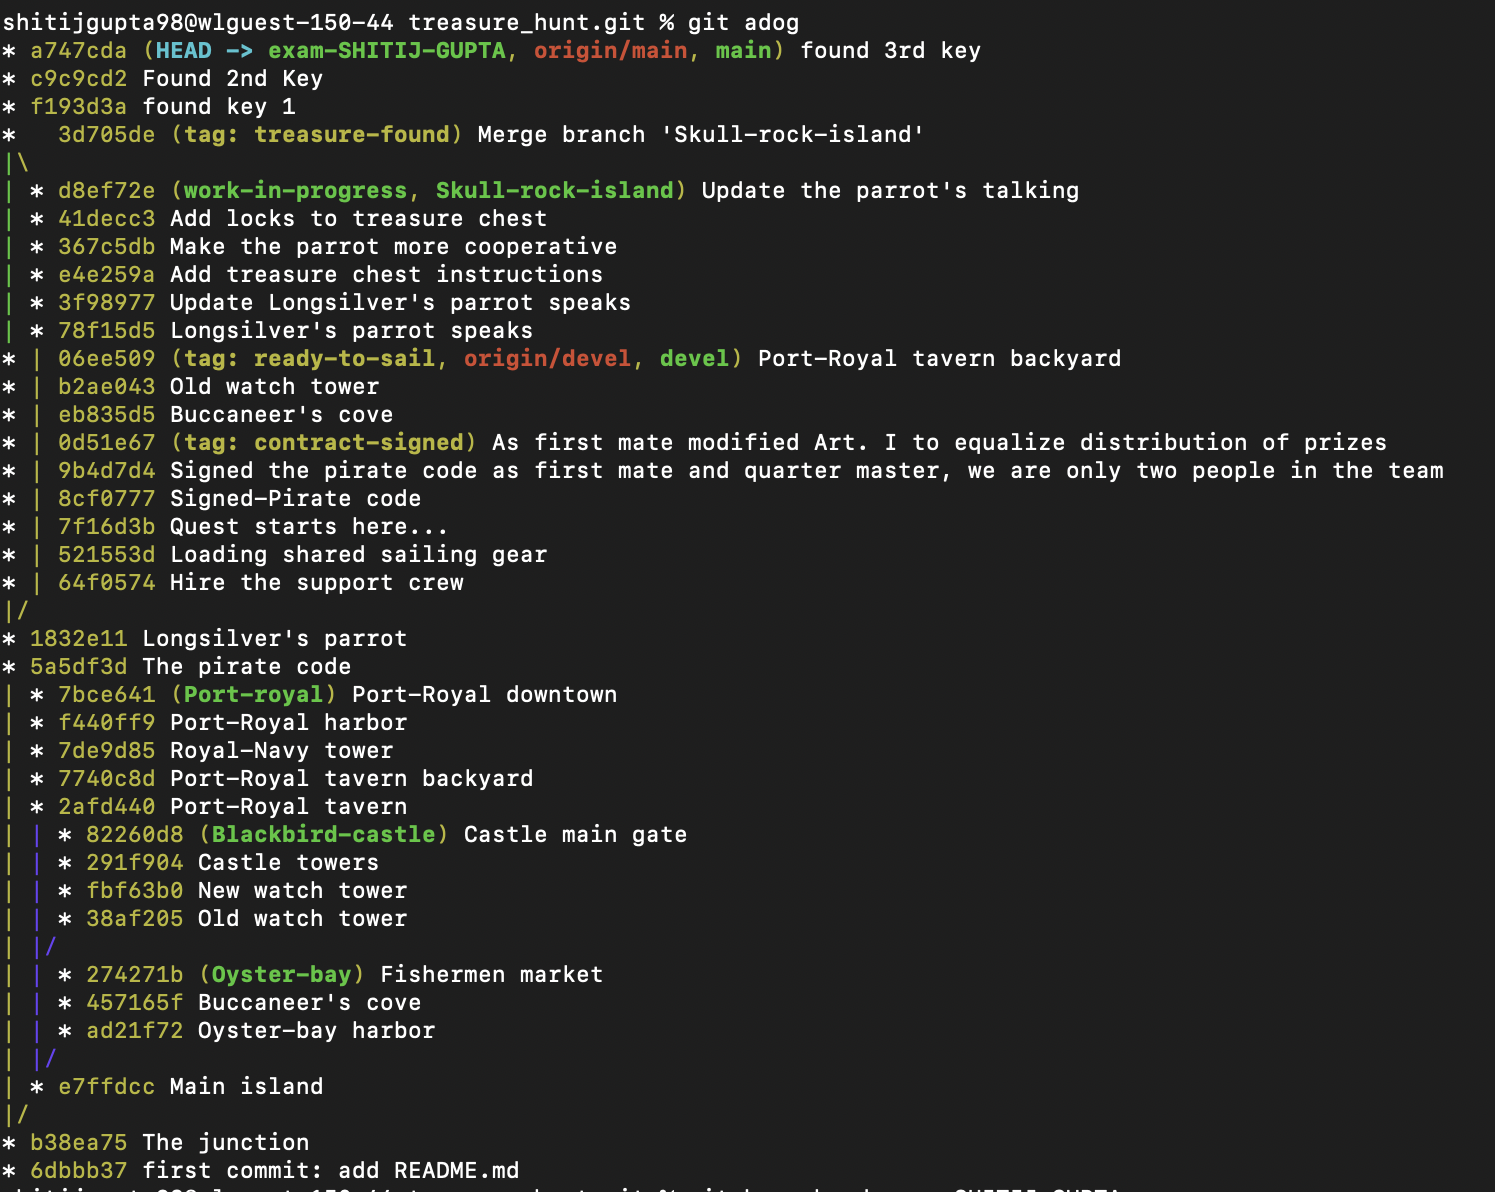 shitijgupta98@wlguest-150-44 treasure_hunt.git % git adog
* a747cda (HEAD -> exam-SHITIJ-GUPTA, origin/main, main) found 3rd key
* c9c9cd2 Found 2nd Key
* f193d3a found key 1
*   3d705de (tag: treasure-found) Merge branch 'Skull-rock-island'
|\
| * d8ef72e (work-in-progress, Skull-rock-island) Update the parrot's talking
| * 41decc3 Add locks to treasure chest
| * 367c5db Make the parrot more cooperative
| * e4e259a Add treasure chest instructions
| * 3f98977 Update Longsilver's parrot speaks
| * 78f15d5 Longsilver's parrot speaks
* | 06ee509 (tag: ready-to-sail, origin/devel, devel) Port-Royal tavern backyard
* | b2ae043 Old watch tower
* | eb835d5 Buccaneer's cove
* | 0d51e67 (tag: contract-signed) As first mate modified Art. I to equalize distribution of prizes
* | 9b4d7d4 Signed the pirate code as first mate and quarter master, we are only two people in the team
* | 8cf0777 Signed-Pirate code
* | 7f16d3b Quest starts here...
* | 521553d Loading shared sailing gear
* | 64f0574 Hire the support crew
|/
* 1832e11 Longsilver's parrot
* 5a5df3d The pirate code
| * 7bce641 (Port-royal) Port-Royal downtown
| * f440ff9 Port-Royal harbor
| * 7de9d85 Royal-Navy tower
| * 7740c8d Port-Royal tavern backyard
| * 2afd440 Port-Royal tavern
| | * 82260d8 (Blackbird-castle) Castle main gate
| | * 291f904 Castle towers
| | * fbf63b0 New watch tower
| | * 38af205 Old watch tower
| |/
| | * 274271b (Oyster-bay) Fishermen market
| | * 457165f Buccaneer's cove
| | * ad21f72 Oyster-bay harbor
| |/
| * e7ffdcc Main island
|/
* b38ea75 The junction
* 6dbbb37 first commit: add README.md